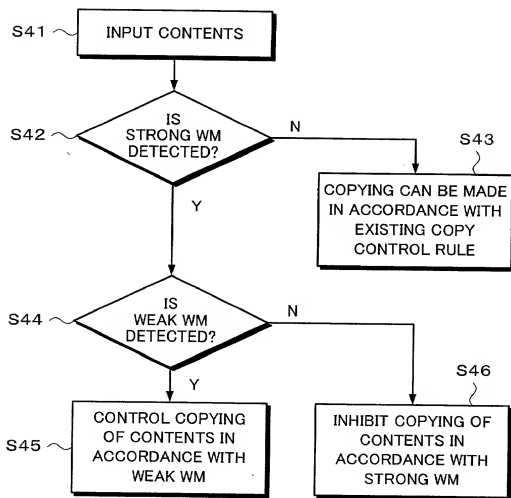 S41
INPUT CONTENTS
S42
IS
STRONG WM
DETECTED?
N
Y
S43
COPYING CAN BE MADE
IN ACCORDANCE WITH
EXISTING COPY
CONTROL RULE
S44
IS
WEAK WM
DETECTED?
N
Y
S45
CONTROL COPYING
OF CONTENTS IN
ACCORDANCE WITH
WEAK WM
S46
INHIBIT COPYING OF
CONTENTS IN
ACCORDANCE WITH
STRONG WM